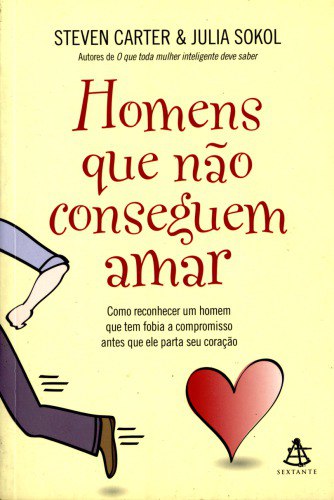 STEVEN CARTER & JULIA SOKOL
Autores de O que toda mulher inteligente deve saber
Homens
que não
conseguem
amar
Como reconhecer um homem
que tem fobia a compromisso
antes que ele parta seu coração
SEXTANTE